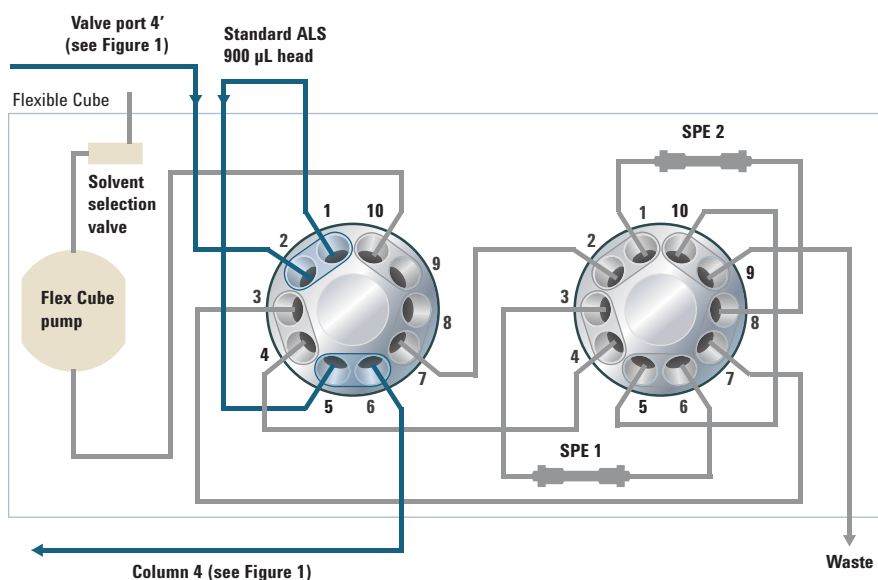 Valve port 4’
(see Figure 1)
Standard ALS
900 µL head
Flexible Cube
Solvent
selection
valve
Flex Cube
pump
1
10
2
9
3
8
4
7
5
6
SPE 2
1
10
2
9
3
8
4
7
5
6
SPE 1
Column 4 (see Figure 1)
Waste